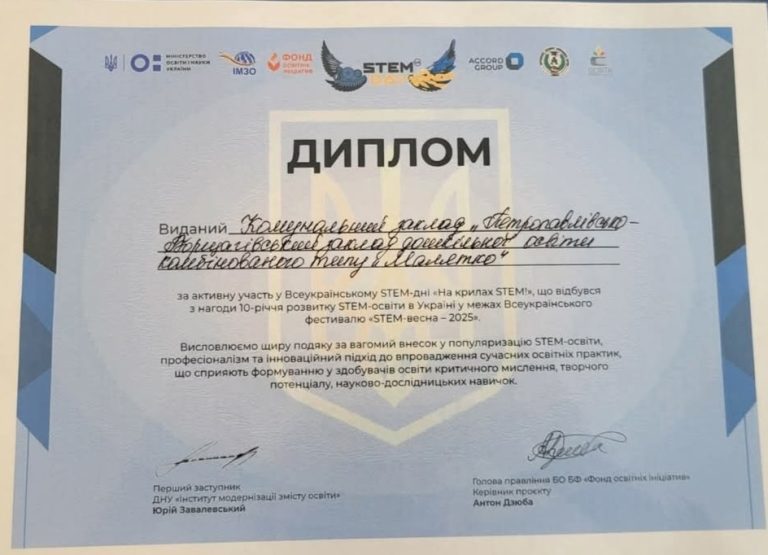 МІНІСТЕРСТВО
ОСВІТИ І НАУКИ
УКРАЇНИ
ІМЗО
ФОНД
ОСВІТНІХ
ІНІЦІАТИВ
STEM
DAY
ACCORD
GROUP
ОСВІТА
ДИПЛОМ
Виданий Комунальний заклад „Петропавлівсько-
Борщагівський заклад дошкільної освіти
комбінованого типу „Малятко"
за активну участь у Всеукраїнському STEM-дні «На крилах STEM!», що відбувся
з нагоди 10-річчя розвитку STEM-освіти в Україні у межах Всеукраїнського
фестивалю «STEM-весна – 2025».
Висловлюємо щиру подяку за вагомий внесок у популяризацію STEM-освіти,
професіоналізм та інноваційний підхід до впровадження сучасних освітніх практик,
що сприяють формуванню у здобувачів освіти критичного мислення, творчого
потенціалу, науково-дослідницьких навичок.
Перший заступник
ДНУ «Інститут модернізації змісту освіти»
Юрій Завалевський
Голова правління БО БФ «Фонд освітніх ініціатив»
Керівник проєкту
Антон Дзюба